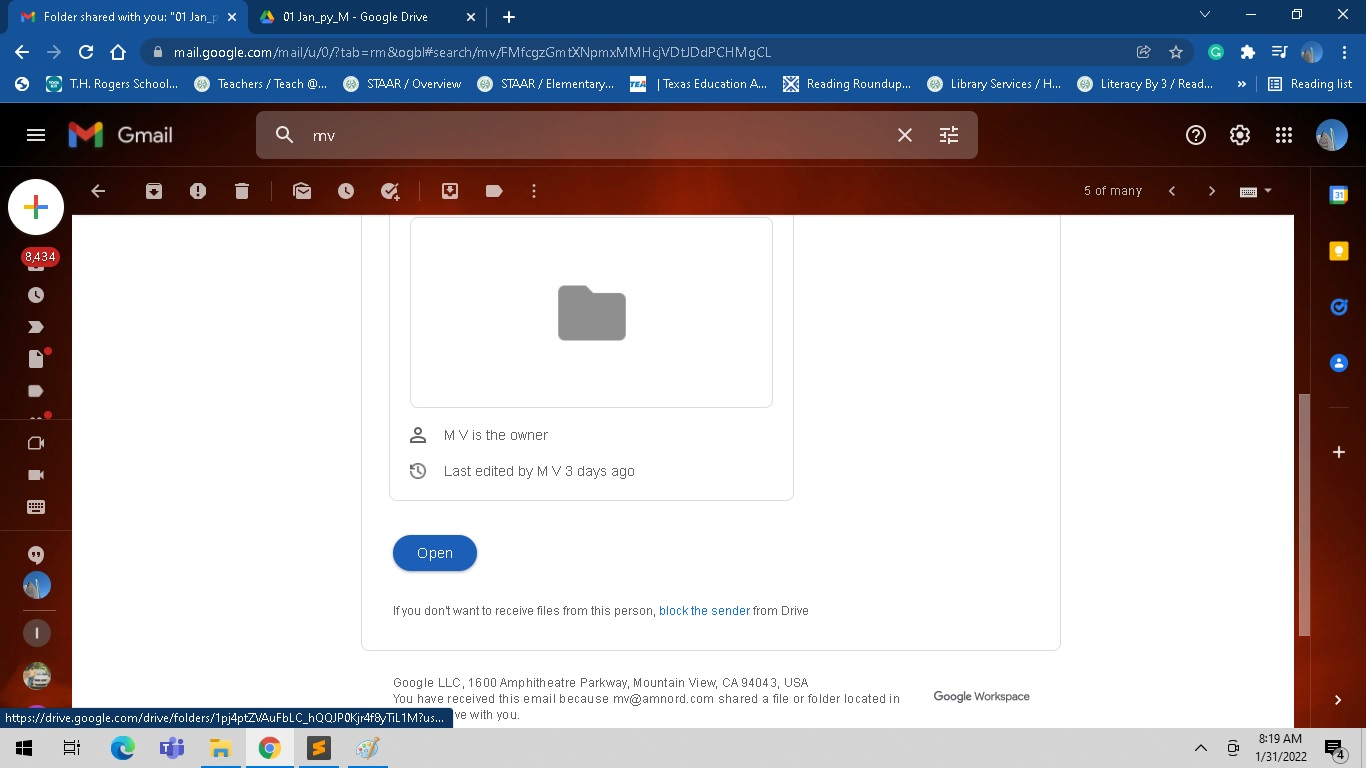 Folder shared with you: "01 Jan_p
01 Jan_py_M - Google Drive
mail.google.com/mail/u/0/?tab=rm&ogbl#search/mv/FMfcgzGmtXNpmxMMHcjVDtJDdPCHMgCL
T.H. Rogers School... Teachers / Teach @... STAAR / Overview STAAR / Elementary... TEA | Texas Education A... Reading Roundup... Library Services / H... Literacy By 3 / Read... » Reading list
Gmail
mv
5 of many
31
8,434
M V is the owner
Last edited by M V 3 days ago
Open
If you don't want to receive files from this person, block the sender from Drive
I
Google LLC, 1600 Amphitheatre Parkway, Mountain View, CA 94043, USA
You have received this email because mv@amnord.com shared a file or folder located in
ve with you.
Google Workspace
https://drive.google.com/drive/folders/1pj4ptZVAuFbLC_hQQJP0Kjr4f8yTiL1M?us...
8:19 AM
1/31/2022
4